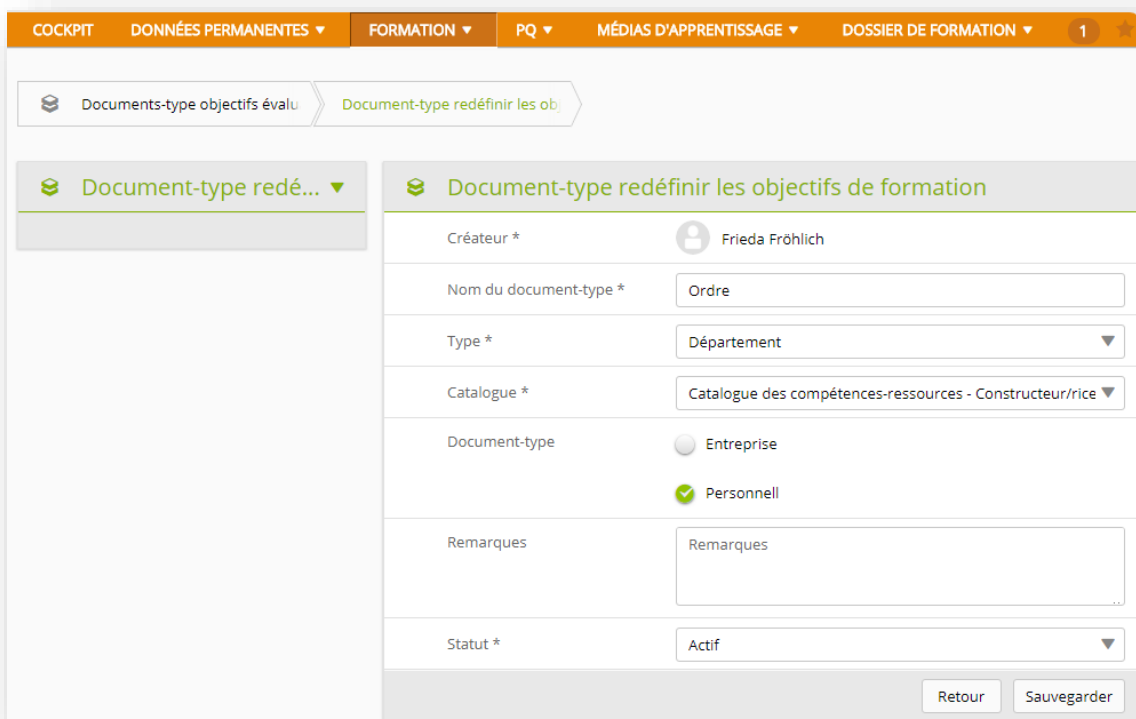 COCKPIT DONNÉES PERMANENTES FORMATION PQ MÉDIAS D'APPRENTISSAGE DOSSIER DE FORMATION 1
Documents-type objectifs évalu Document-type redéfinir les ob
Document-type redé...
Document-type redéfinir les objectifs de formation
Créateur * Frieda Fröhlich
Nom du document-type * Ordre
Type * Département
Catalogue * Catalogue des compétences-ressources - Constructeur/rice
Document-type Entreprise
Personnell
Remarques Remarques
Statut * Actif
Retour Sauvegarder